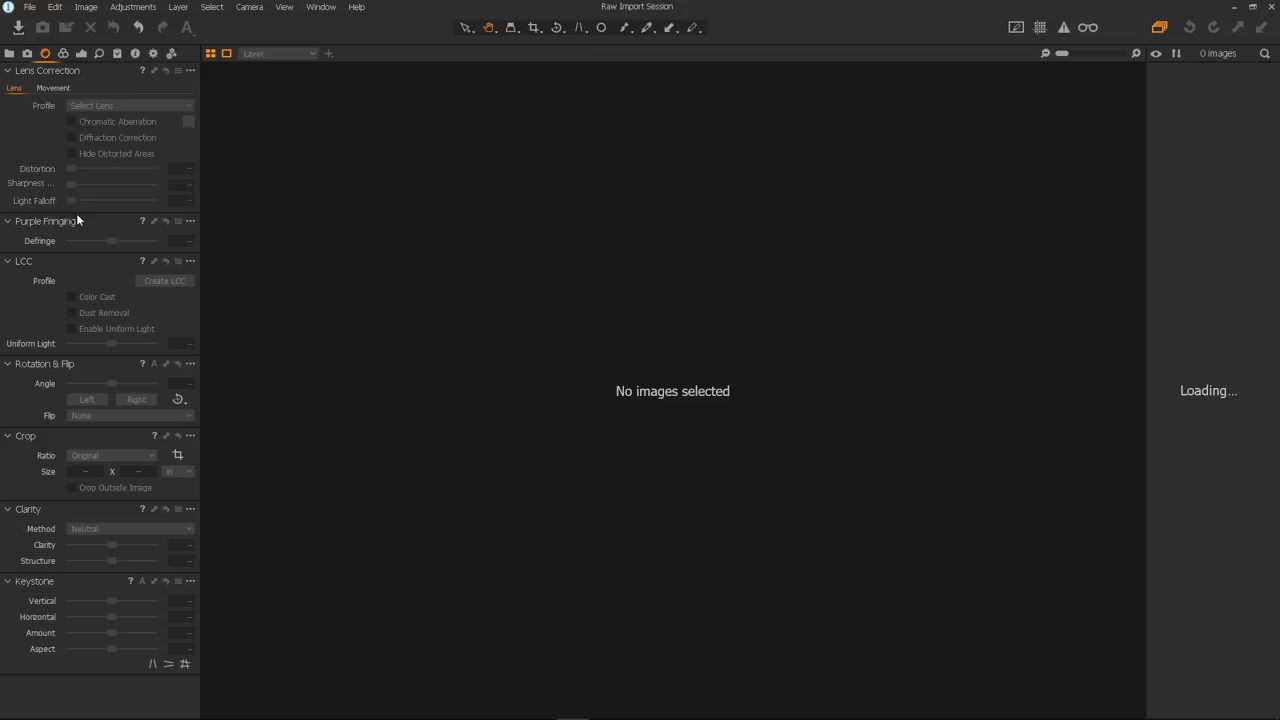 File Edit Image Adjustments Layer Select Camera View Window Help
Raw Import Session
Layer
0 images
Lens Correction
Lens Movement
Profile Select Lens
Chromatic Aberration
Diffraction Correction
Hide Distorted Areas
Distortion --
Sharpness ... --
Light Falloff --
Purple Fringing
Defringe --
LCC
Profile Create LCC
Color Cast
Dust Removal
Enable Uniform Light
Uniform Light --
Rotation & Flip
Angle --
Left Right
Flip None
Crop
Ratio Original
Size -- X -- in
Crop Outside Image
Clarity
Method Neutral
Clarity --
Structure --
Keystone
Vertical --
Horizontal --
Amount --
Aspect --
No images selected
Loading...